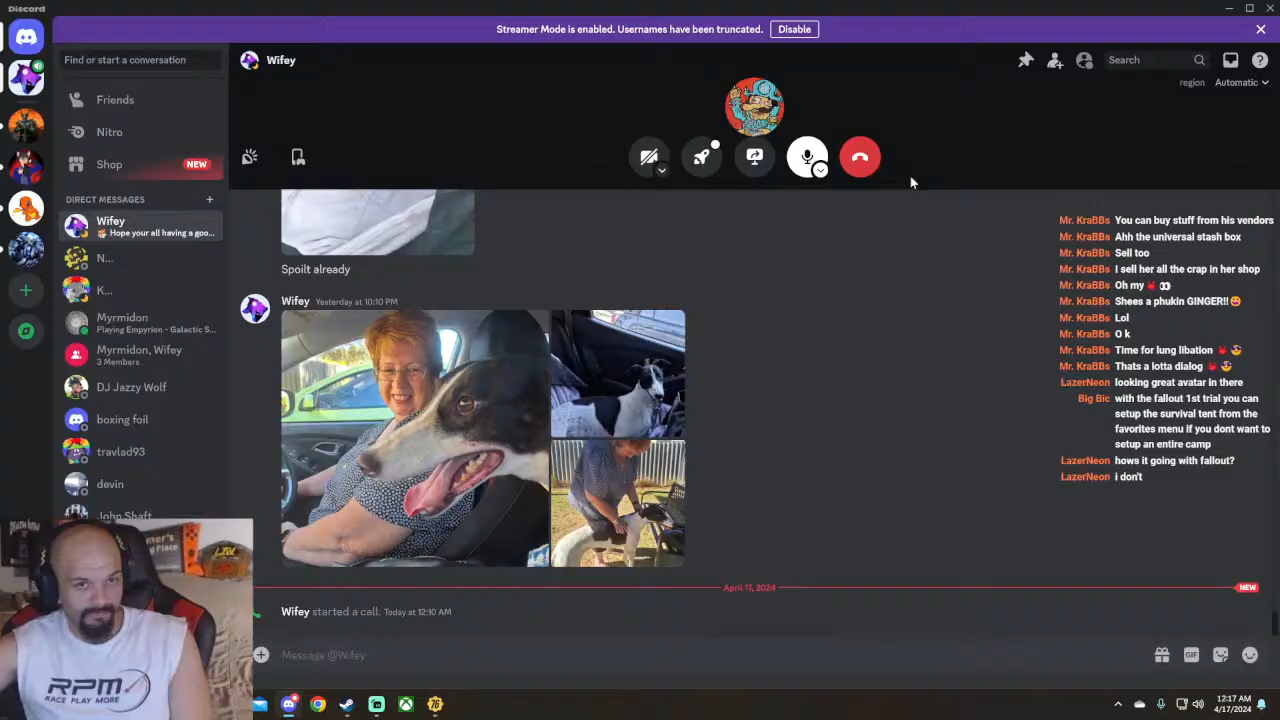 Discord
Streamer Mode is enabled. Usernames have been truncated. Disable
Find or start a conversation
Wifey
Search
region Automatic
Friends
Nitro
Shop NEW
DIRECT MESSAGES
Wifey
Hope your all having a goo...
N...
K...
Myrmidon
Playing Empyrion - Galactic S...
Myrmidon, Wifey
3 Members
DJ Jazzy Wolf
boxing foil
travlad93
devin
John Shaft
Spoilt already
Wifey Yesterday at 10:10 PM
April 17, 2024 NEW
Wifey started a call. Today at 12:10 AM
Message @Wifey
GIF
Mr. KraBBs You can buy stuff from his vendors
Mr. KraBBs Ahh the universal stash box
Mr. KraBBs Sell too
Mr. KraBBs I sell her all the crap in her shop
Mr. KraBBs Oh my
Mr. KraBBs Shees a phukin GINGER!!
Mr. KraBBs Lol
Mr. KraBBs O k
Mr. KraBBs Time for lung libation
Mr. KraBBs Thats a lotta dialog
LazerNeon looking great avatar in there
Big Bic with the fallout 1st trial you can
setup the survival tent from the
favorites menu if you dont want to
setup an entire camp
LazerNeon hows it going with fallout?
LazerNeon i don't
RPM
RACE PLAY MORE
12:17 AM
4/17/2024